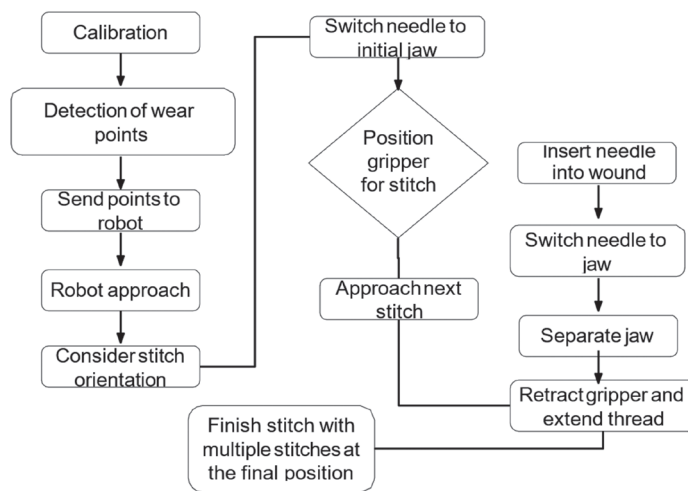 Calibration
Detection of wear
points
Send points to
robot
Robot approach
Consider stitch
orientation
Switch needle to
initial jaw
Position
gripper
for stitch
Approach next
stitch
Insert needle
into wound
Switch needle to
jaw
Separate jaw
Retract gripper and
extend thread
Finish stitch with
multiple stitches at
the final position